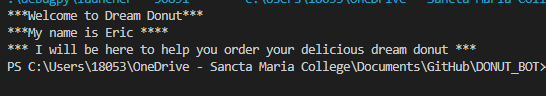 ***Welcome to Dream Donut***
***My name is Eric ****
*** I will be here to help you order your delicious dream donut ***
PS C:\Users\18053\OneDrive - Sancta Maria College\Documents\GitHub\DONUT_BOT>